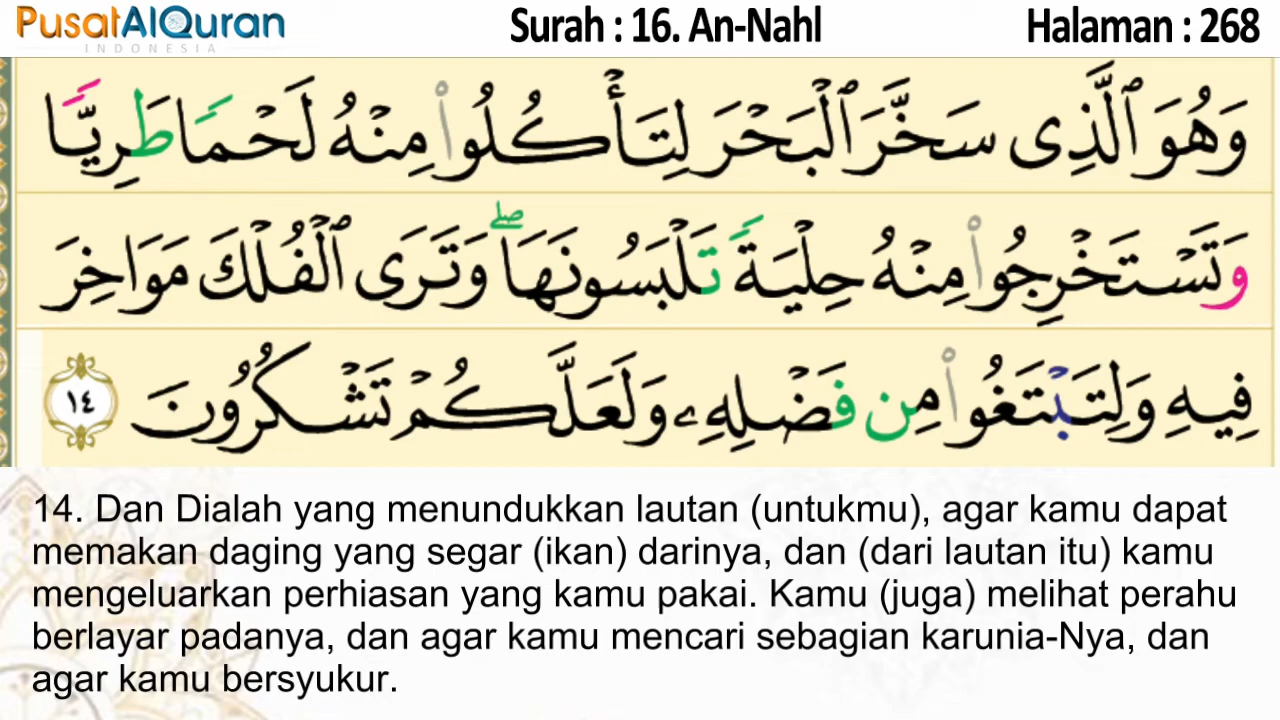 PusatAlQuran
INDONESIA
Surah : 16. An-Nahl
Halaman : 268
وَهُوَ ٱلَّذِى سَخَّرَ ٱلْبَحْرَ لِتَأْكُلُوا۟ مِنْهُ لَحْمًا طَرِيًّا
وَتَسْتَخْرِجُوا۟ مِنْهُ حِلْيَةً تَلْبَسُونَهَا ۖ وَتَرَى ٱلْفُلْكَ مَوَاخِرَ
فِيهِ وَلِتَبْتَغُوا۟ مِن فَضْلِهِۦ وَلَعَلَّكُمْ تَشْكُرُونَ ١٤
14. Dan Dialah yang menundukkan lautan (untukmu), agar kamu dapat
memakan daging yang segar (ikan) darinya, dan (dari lautan itu) kamu
mengeluarkan perhiasan yang kamu pakai. Kamu (juga) melihat perahu
berlayar padanya, dan agar kamu mencari sebagian karunia-Nya, dan
agar kamu bersyukur.